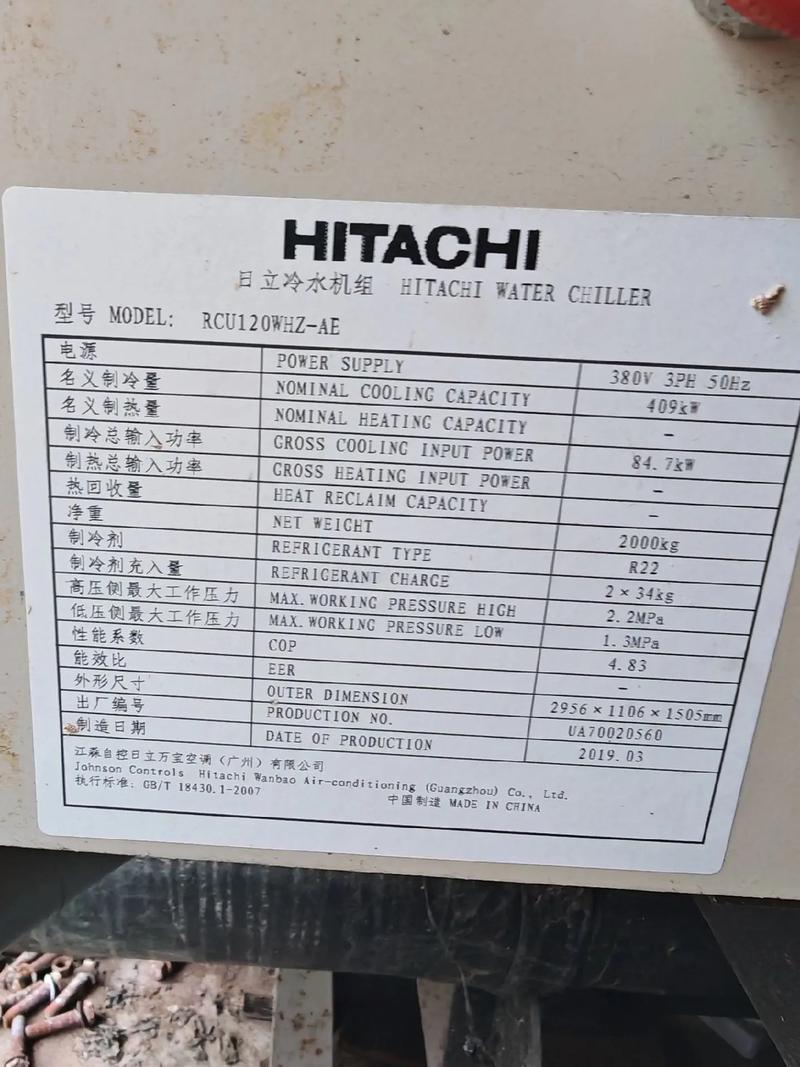 HITACHI
日立冷水机组 HITACHI WATER CHILLER
型号 MODEL: RCU120WHZ-AE
电源 POWER SUPPLY 380V 3PH 50Hz
名义制冷量 NOMINAL COOLING CAPACITY 409kW
名义制热量 NOMINAL HEATING CAPACITY –
制冷总输入功率 GROSS COOLING INPUT POWER 84.7kW
制热总输入功率 GROSS HEATING INPUT POWER –
热回收量 HEAT RECLAIM CAPACITY –
净重 NET WEIGHT 2000kg
制冷剂 REFRIGERANT TYPE R22
制冷剂充入量 REFRIGERANT CHARGE 2×34kg
高压侧最大工作压力 MAX. WORKING PRESSURE HIGH 2.2MPa
低压侧最大工作压力 MAX. WORKING PRESSURE LOW 1.3MPa
性能系数 COP 4.83
能效比 EER –
外形尺寸 OUTER DIMENSION 2956×1106×1505mm
出厂编号 PRODUCTION NO. UA70020560
制造日期 DATE OF PRODUCTION 2019.03
江森自控日立万宝空调（广州）有限公司
Johnson Controls Hitachi Wanbao Air-conditioning (Guangzhou) Co., Ltd.
执行标准: GB/T 18430.1-2007 中国制造 MADE IN CHINA